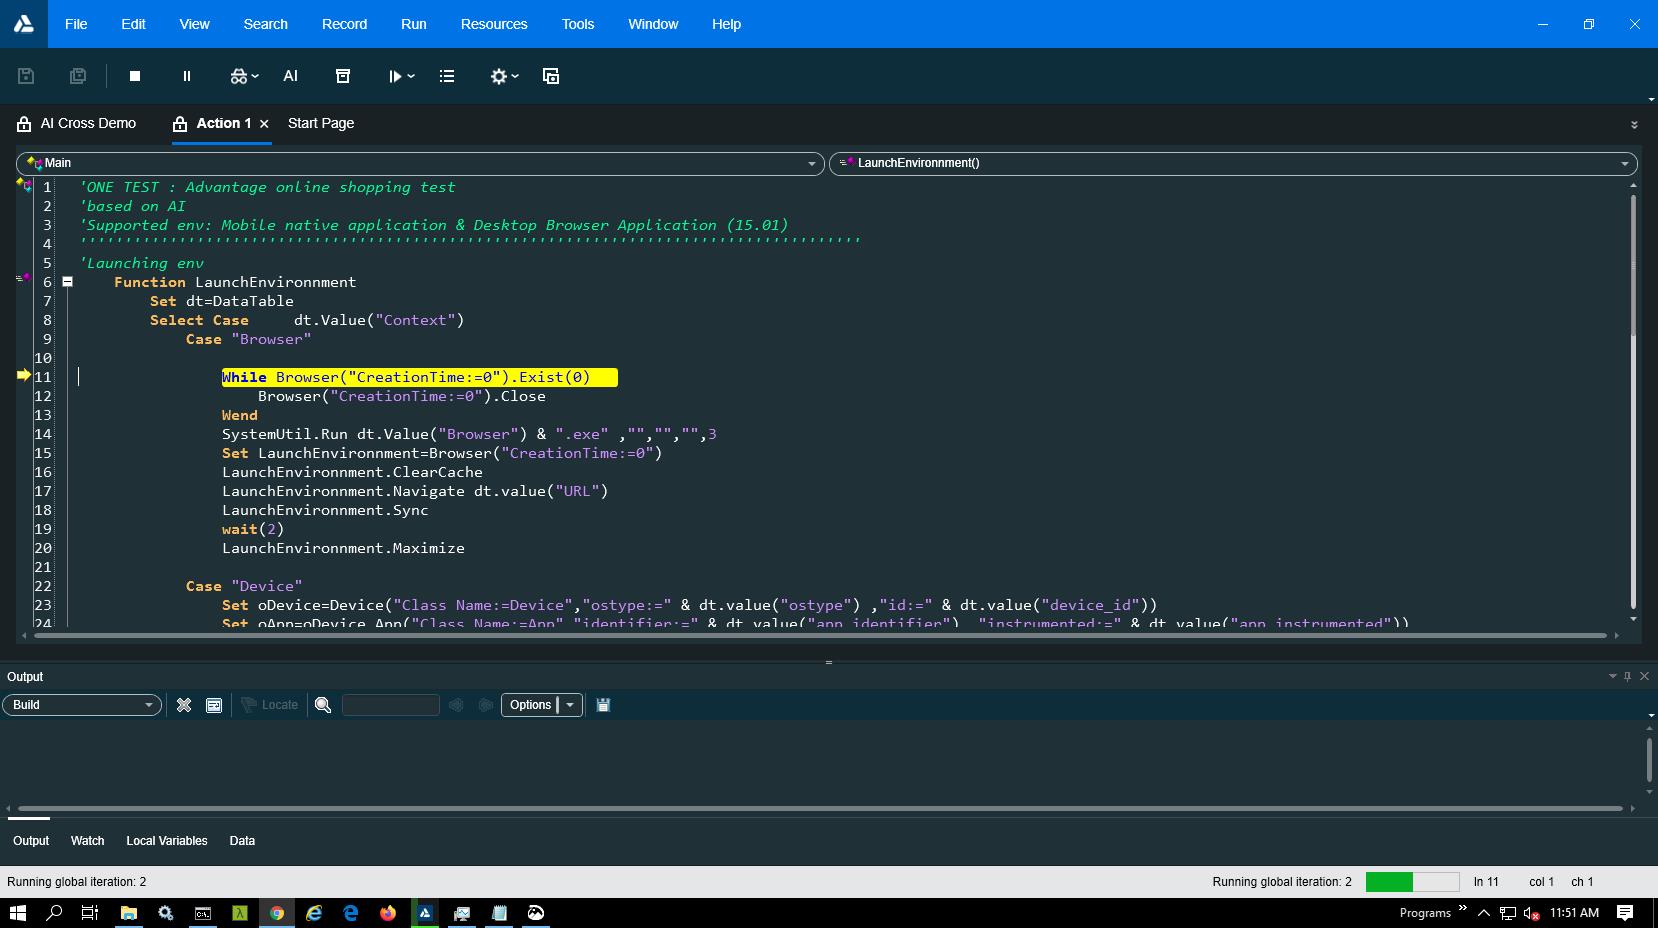 File Edit View Search Record Run Resources Tools Window Help
AI
AI Cross Demo Action 1 Start Page
Main LaunchEnvironnment()
1 'ONE TEST : Advantage online shopping test
2 'based on AI
3 'Supported env: Mobile native application & Desktop Browser Application (15.01)
4 '''''''''''''''''''''''''''''''''''''''''''''''''''''''''''''''''''''''''''''''''''''''
5 'Launching env
6 Function LaunchEnvironnment
7 Set dt=DataTable
8 Select Case dt.Value("Context")
9 Case "Browser"
10
11 While Browser("CreationTime:=0").Exist(0)
12 Browser("CreationTime:=0").Close
13 Wend
14 SystemUtil.Run dt.Value("Browser") & ".exe" ,"","","",3
15 Set LaunchEnvironnment=Browser("CreationTime:=0")
16 LaunchEnvironnment.ClearCache
17 LaunchEnvironnment.Navigate dt.value("URL")
18 LaunchEnvironnment.Sync
19 wait(2)
20 LaunchEnvironnment.Maximize
21
22 Case "Device"
23 Set oDevice=Device("Class Name:=Device","ostype:=" & dt.value("ostype") ,"id:=" & dt.value("device_id"))
24 Set oApp=oDevice.App("Class Name:=App","identifier:=" & dt.value("app_identifier") ,"instrumented:=" & dt.value("app_instrumented"))
Output
Build Locate Options
Output Watch Local Variables Data
Running global iteration: 2 Running global iteration: 2 ln 11 col 1 ch 1
Programs 11:51 AM